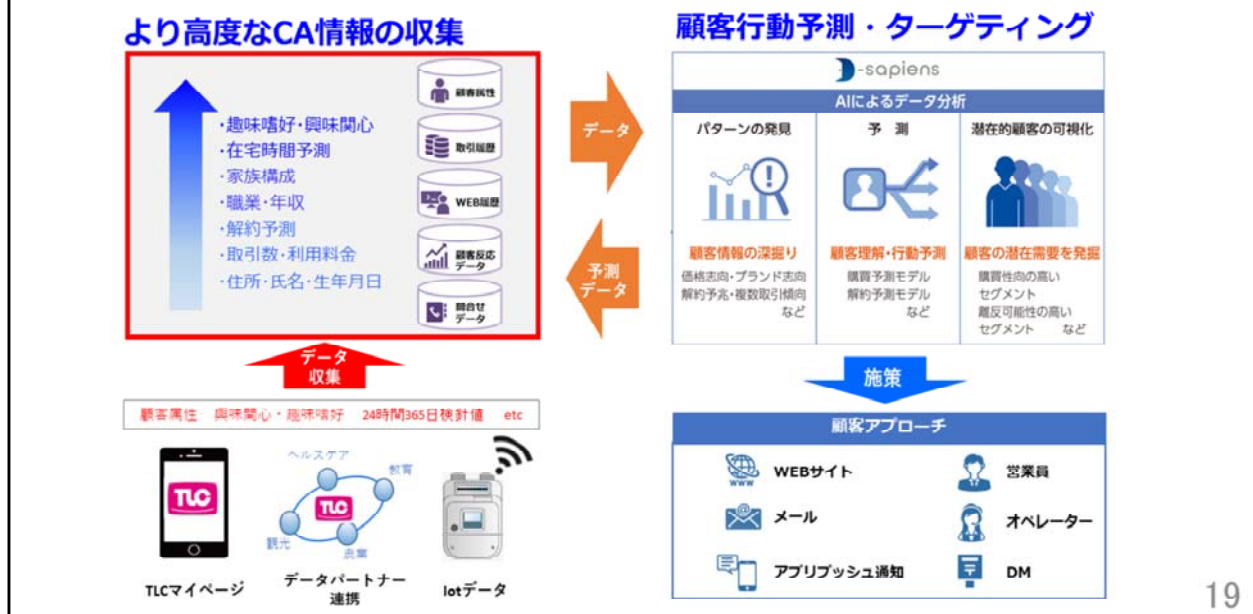 より高度なCA情報の収集
・趣味嗜好・興味関心
・在宅時間予測
・家族構成
・職業・年収
・解約予測
・取引数・利用料金
・住所・氏名・生年月日
顧客属性
取引履歴
WEB履歴
顧客反応
データ
問合せ
データ
データ
収集
顧客属性 興味関心・趣味嗜好 24時間365日検針値 etc
TLC
TLCマイページ
ヘルスケア
教育
TLC
観光
農業
データパートナー
連携
Iotデータ
データ
予測
データ
顧客行動予測・ターゲティング
D-sapiens
AIによるデータ分析
パターンの発見
顧客情報の深掘り
価格志向・ブランド志向
解約予兆・複数取引傾向
など
予 測
顧客理解・行動予測
購買予測モデル
解約予測モデル
など
潜在的顧客の可視化
顧客の潜在需要を発掘
購買性向の高い
セグメント
離反可能性の高い
セグメント など
施策
顧客アプローチ
WWW
WEBサイト
メール
アプリプッシュ通知
営業員
オペレーター
DM
19